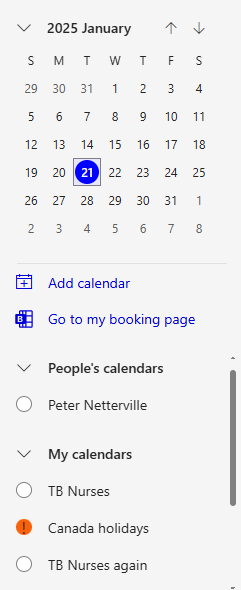 2025 January
S M T W T F S
29 30 31 1 2 3 4
5 6 7 8 9 10 11
12 13 14 15 16 17 18
19 20 21 22 23 24 25
26 27 28 29 30 31 1
2 3 4 5 6 7 8
Add calendar
Go to my booking page
People's calendars
Peter Netterville
My calendars
TB Nurses
Canada holidays
TB Nurses again